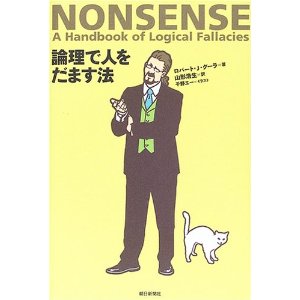 NONSENSE
A Handbook of Logical Fallacies
論理で人を
だます法
ロバート・J・グーラ 著
山形浩生 訳
朝日新聞社